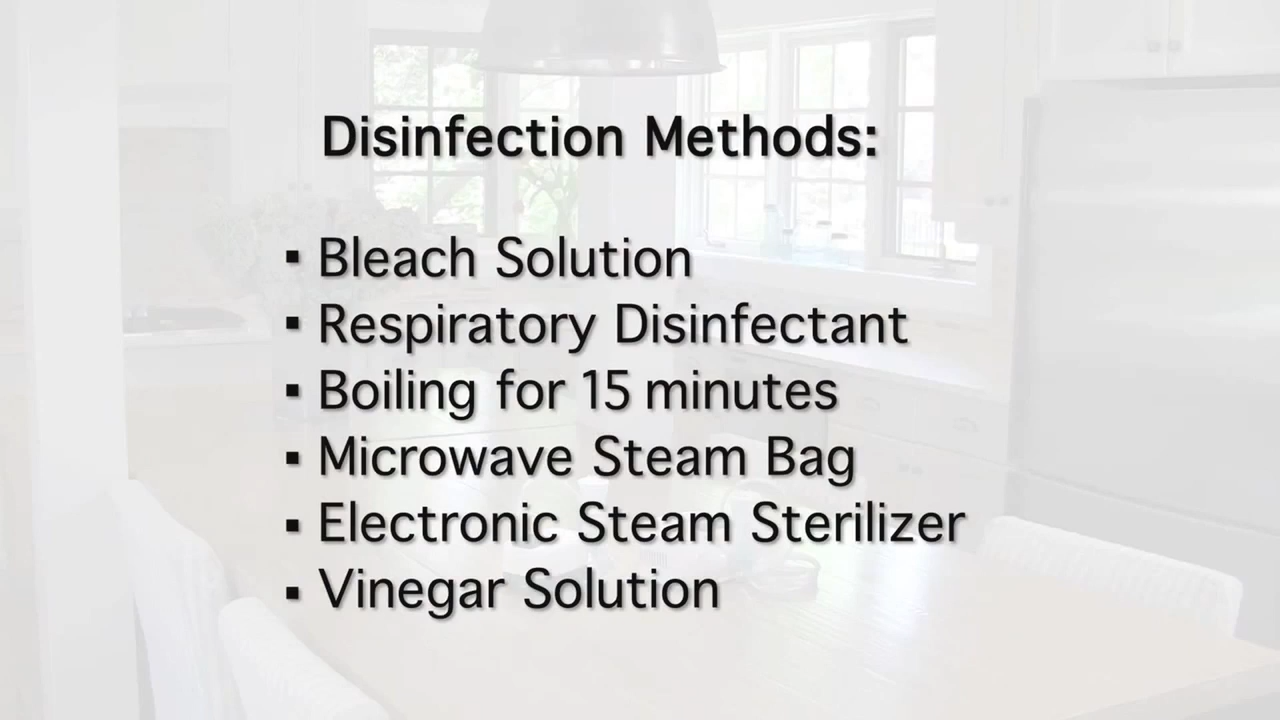 Disinfection Methods:
▪ Bleach Solution
▪ Respiratory Disinfectant
▪ Boiling for 15 minutes
▪ Microwave Steam Bag
▪ Electronic Steam Sterilizer
▪ Vinegar Solution